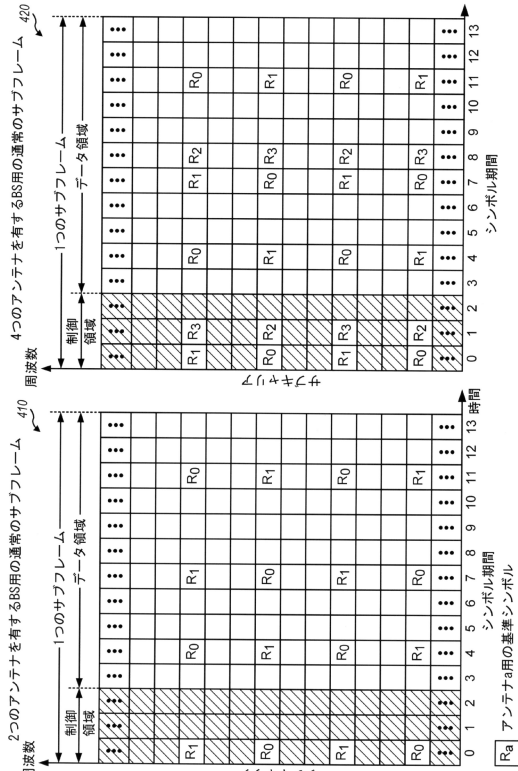 2つのアンテナを有するBS用の通常のサブフレーム
410
波数
1つのサブフレーム
制御
領域
データ領域
••• ••• ••• ••• ••• ••• ••• ••• ••• ••• ••• ••• ••• •••
R1 R0 R1 R0
R0 R1 R0 R1
R1 R0 R1 R0
R0 R1 R0 R1
••• ••• ••• ••• ••• ••• ••• ••• ••• ••• ••• ••• ••• •••
0 1 2 3 4 5 6 7 8 9 10 11 12 13 時間
シンボル期間
Ra アンテナa用の基準シンボル
4つのアンテナを有するBS用の通常のサブフレーム
420
周波数
1つのサブフレーム
制御
領域
データ領域
サブキャリア
••• ••• ••• ••• ••• ••• ••• ••• ••• ••• ••• ••• ••• •••
R1 R3 R0 R1 R2 R0
R0 R2 R1 R0 R3 R1
R1 R3 R0 R1 R2 R0
R0 R2 R1 R0 R3 R1
••• ••• ••• ••• ••• ••• ••• ••• ••• ••• ••• ••• ••• •••
0 1 2 3 4 5 6 7 8 9 10 11 12 13
シンボル期間